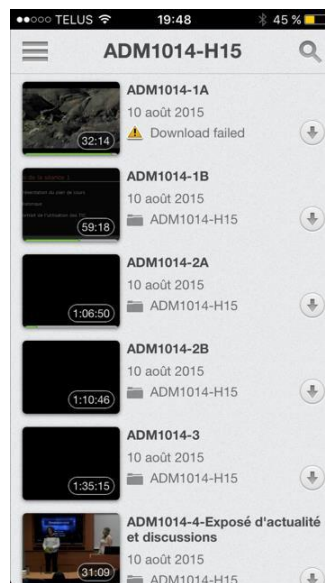 TELUS 19:48 45 %
ADM1014-H15
ADM1014-1A
10 août 2015
Download failed
32:14
ADM1014-1B
10 août 2015
ADM1014-H15
59:18
ADM1014-2A
10 août 2015
ADM1014-H15
1:06:50
ADM1014-2B
10 août 2015
ADM1014-H15
1:10:46
ADM1014-3
10 août 2015
ADM1014-H15
1:35:15
ADM1014-4-Exposé d'actualité
et discussions
10 août 2015
ADM1014-H15
31:09